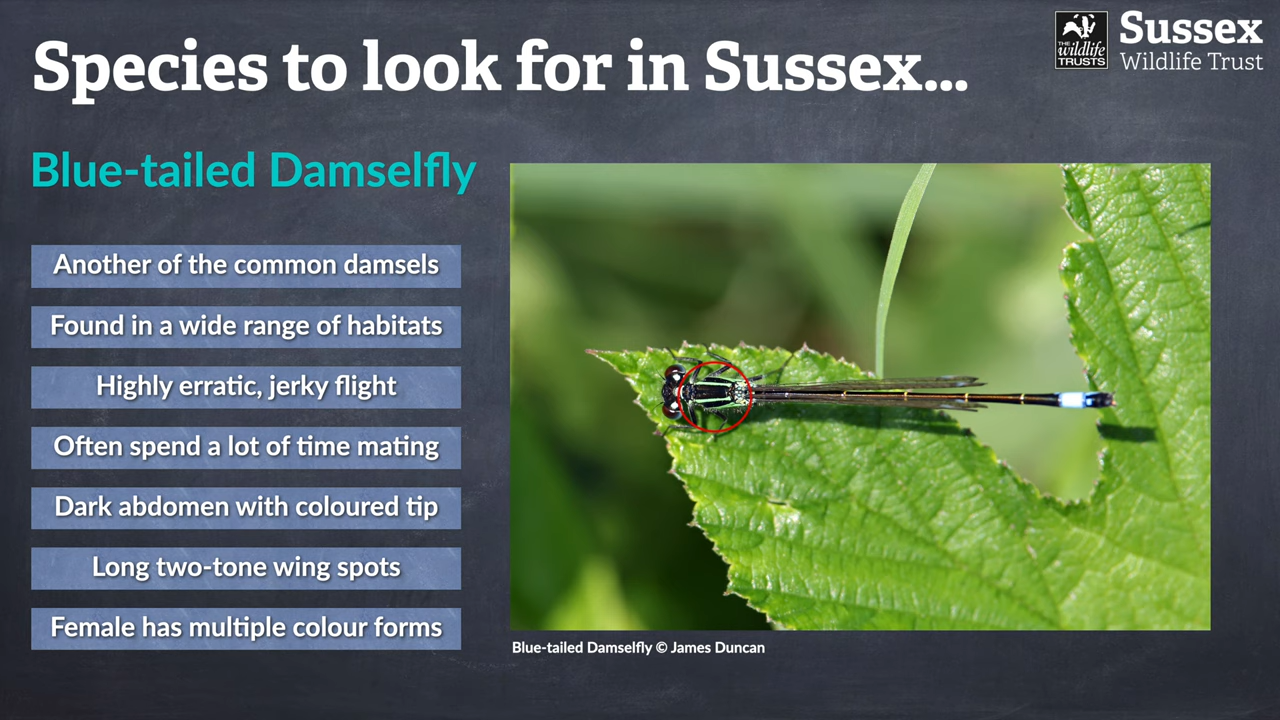 Species to look for in Sussex...
THE
wildlife
TRUSTS
Sussex
Wildlife Trust
Blue-tailed Damselfly
Another of the common damsels
Found in a wide range of habitats
Highly erratic, jerky flight
Often spend a lot of time mating
Dark abdomen with coloured tip
Long two-tone wing spots
Female has multiple colour forms
Blue-tailed Damselfly © James Duncan